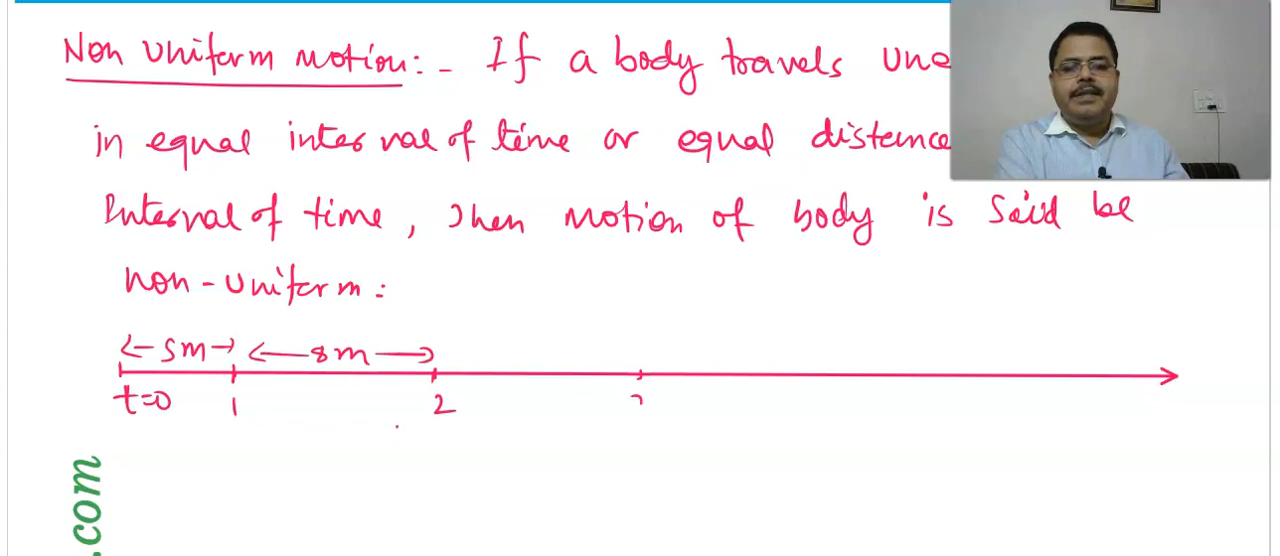 Non Uniform motion:- If a body travels une
in equal interval of time or equal distance
Interval of time, then motion of body is said be
non-uniform:
5m 8m
t=0 1 2
.com